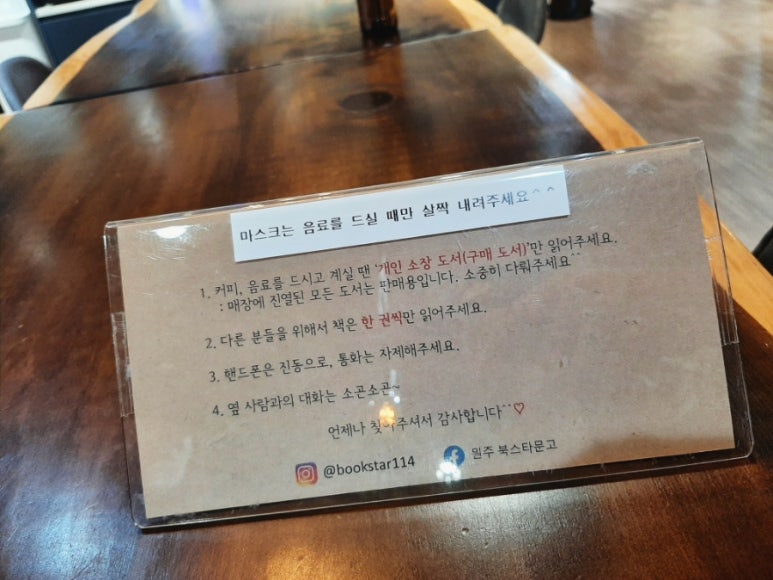 마스크는 음료를 드실 때만 살짝 내려주세요^^
1. 커피, 음료를 드시고 계실 땐 '개인 소장 도서(구매 도서)'만 읽어주세요.
: 매장에 진열된 모든 도서는 판매용입니다. 소중히 다뤄주세요^^
2. 다른 분들을 위해서 책은 한 권씩만 읽어주세요.
3. 핸드폰은 진동으로, 통화는 자제해주세요.
4. 옆 사람과의 대화는 소곤소곤~
언제나 찾아주셔서 감사합니다^^♡
@bookstar114 원주 북스타문고